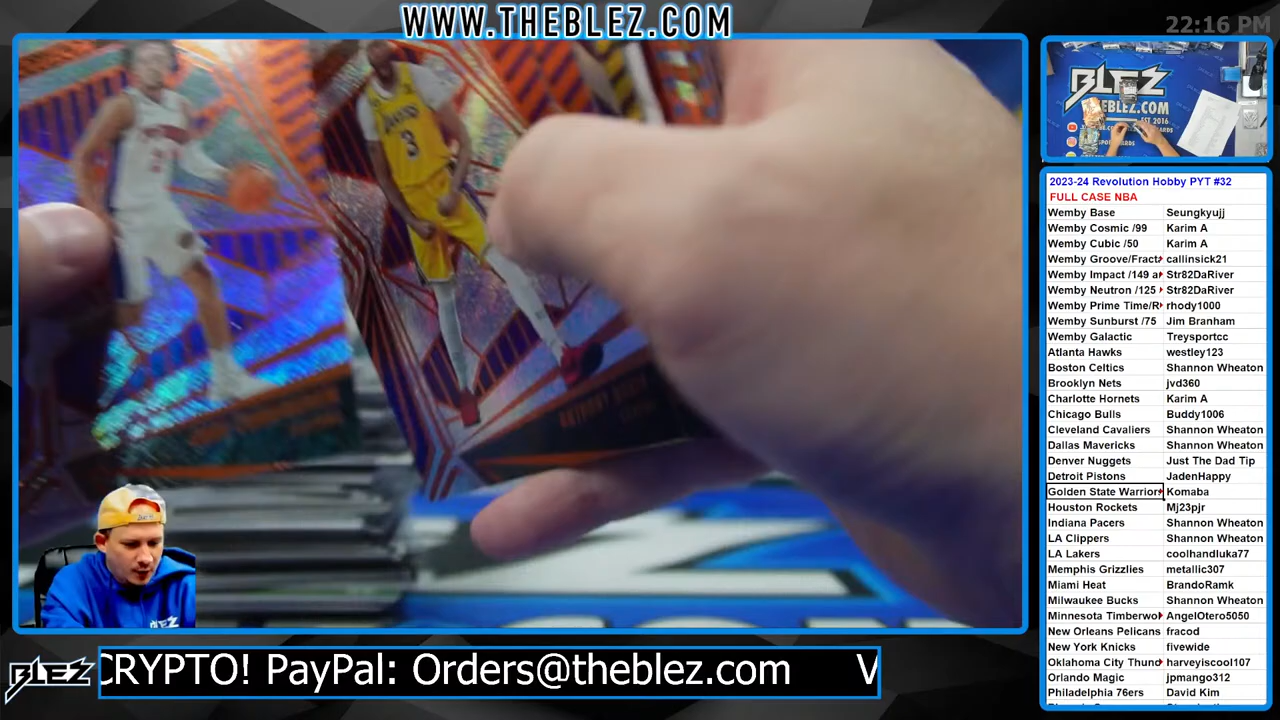 WWW.THEBLEZ.COM
22:16 PM
BLEZ
EBLEZ.COM
EST 2016
3
2023-24 Revolution Hobby PYT #32
FULL CASE NBA
Wemby Base Seungkyujj
Wemby Cosmic /99 Karim A
Wemby Cubic /50 Karim A
Wemby Groove/Fract callinsick21
Wemby Impact /149 a Str82DaRiver
Wemby Neutron /125 Str82DaRiver
Wemby Prime Time/R rhody1000
Wemby Sunburst /75 Jim Branham
Wemby Galactic Treysportcc
Atlanta Hawks westley123
Boston Celtics Shannon Wheaton
Brooklyn Nets jvd360
Charlotte Hornets Karim A
Chicago Bulls Buddy1006
Cleveland Cavaliers Shannon Wheaton
Dallas Mavericks Shannon Wheaton
Denver Nuggets Just The Dad Tip
Detroit Pistons JadenHappy
Golden State Warriors Komaba
Houston Rockets Mj23pjr
Indiana Pacers Shannon Wheaton
LA Clippers Shannon Wheaton
LA Lakers coolhandluka77
Memphis Grizzlies metallic307
Miami Heat BrandoRamk
Milwaukee Bucks Shannon Wheaton
Minnesota Timberwo AngelOtero5050
New Orleans Pelicans fracod
New York Knicks fivewide
Oklahoma City Thund harveyiscool107
Orlando Magic jpmango312
Philadelphia 76ers David Kim
BLEZ
CRYPTO! PayPal: Orders@theblez.com V